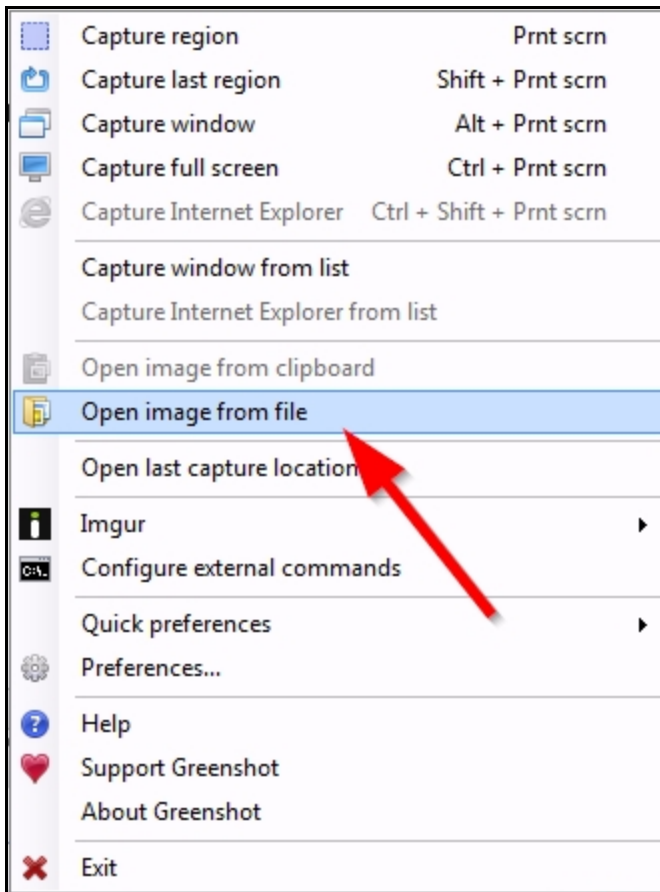 Capture region Prnt scrn
Capture last region Shift + Prnt scrn
Capture window Alt + Prnt scrn
Capture full screen Ctrl + Prnt scrn
Capture Internet Explorer Ctrl + Shift + Prnt scrn
Capture window from list
Capture Internet Explorer from list
Open image from clipboard
Open image from file
Open last capture location
Imgur
C:\. Configure external commands
Quick preferences
Preferences...
Help
Support Greenshot
About Greenshot
Exit